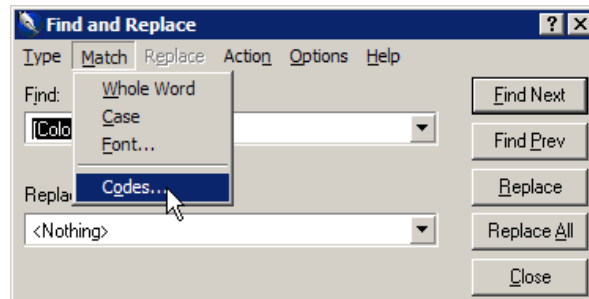 Find and Replace
Type Match Replace Action Options Help
Find:
[Colo
Whole Word
Case
Font...
Codes...
<Nothing>
Find Next
Find Prev
Replace
Replace All
Close